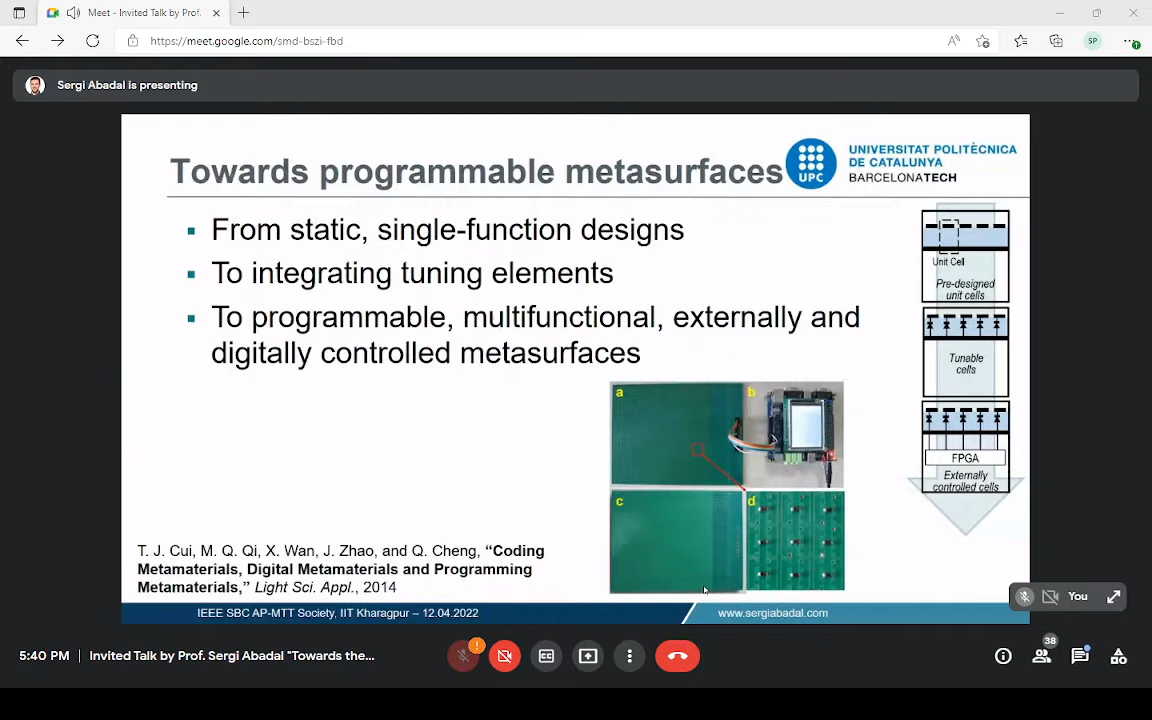 Meet - Invited Talk by Prof.
https://meet.google.com/smd-bszi-fbd
SP
Sergi Abadal is presenting
Towards programmable metasurfaces
UPC
UNIVERSITAT POLITÈCNICA
DE CATALUNYA
BARCELONATECH
From static, single-function designs
To integrating tuning elements
To programmable, multifunctional, externally and
digitally controlled metasurfaces
Unit Cell
Pre-designed
unit cells
Tunable
cells
FPGA
Externally
controlled cells
a
b
c
d
T. J. Cui, M. Q. Qi, X. Wan, J. Zhao, and Q. Cheng, “Coding
Metamaterials, Digital Metamaterials and Programming
Metamaterials,” Light Sci. Appl., 2014
IEEE SBC AP-MTT Society, IIT Kharagpur – 12.04.2022
www.sergiabadal.com
You
5:40 PM | Invited Talk by Prof. Sergi Abadal "Towards the...
38